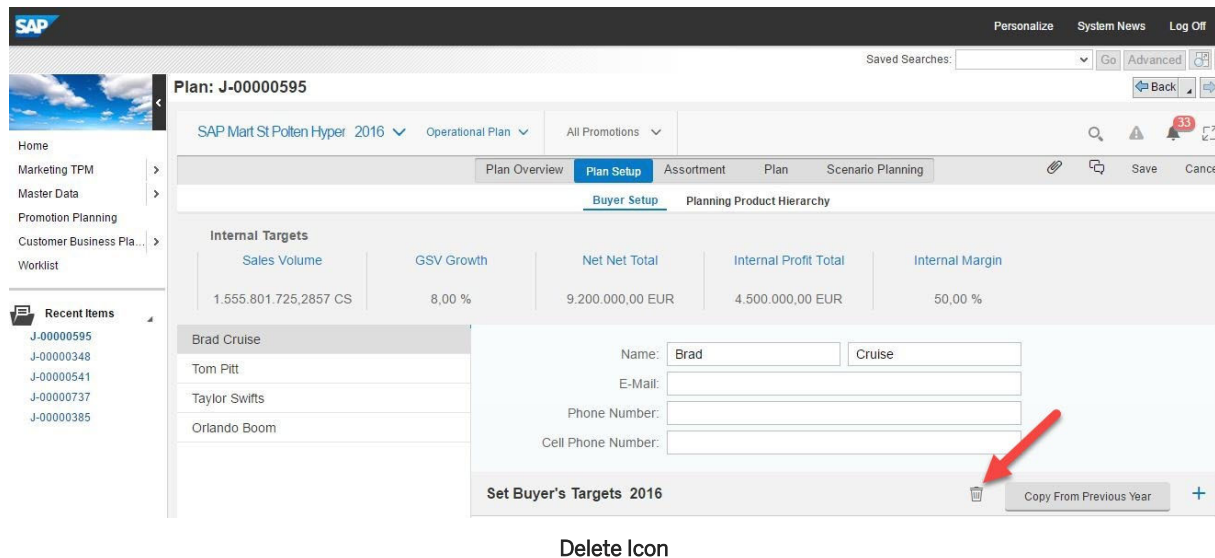 SAP
Personalize System News Log Off
Saved Searches: Go Advanced
Plan: J-00000595
Back
SAP Mart St Polten Hyper 2016 Operational Plan All Promotions
33
Home
Marketing TPM
Master Data
Promotion Planning
Customer Business Pla...
Worklist
Plan Overview Plan Setup Assortment Plan Scenario Planning Save Cance
Buyer Setup Planning Product Hierarchy
Internal Targets
Sales Volume GSV Growth Net Net Total Internal Profit Total Internal Margin
1.555.801.725,2857 CS 8,00 % 9.200.000,00 EUR 4.500.000,00 EUR 50,00 %
Recent Items
J-00000595
J-00000348
J-00000541
J-00000737
J-00000385
Brad Cruise
Tom Pitt
Taylor Swifts
Orlando Boom
Name: Brad Cruise
E-Mail:
Phone Number:
Cell Phone Number:
Set Buyer's Targets 2016 Copy From Previous Year +
Delete Icon